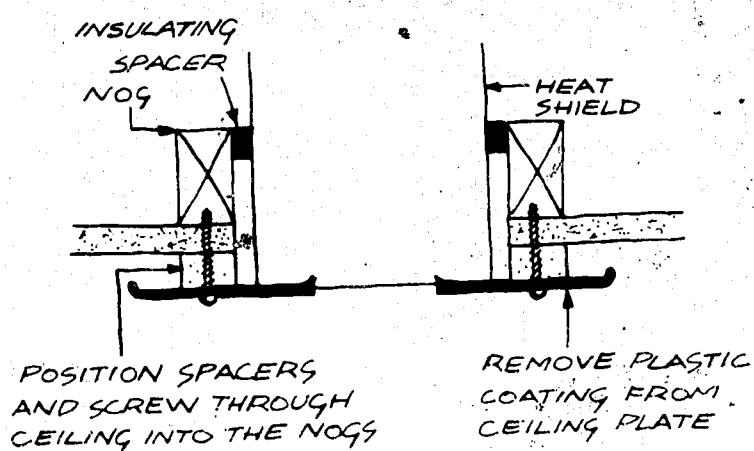 INSULATING
SPACER
NOG
HEAT
SHIELD
POSITION SPACERS
AND SCREW THROUGH
CEILING INTO THE NOGS
REMOVE PLASTIC
COATING FROM
CEILING PLATE